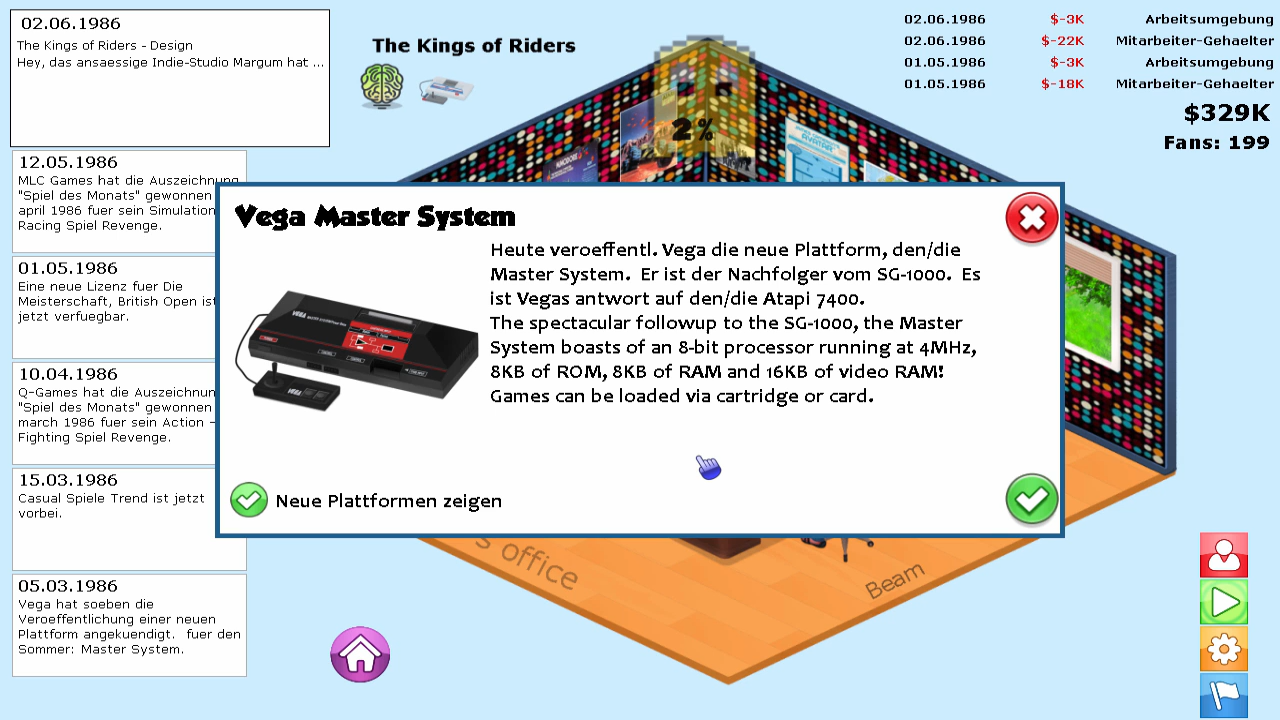 02.06.1986
The Kings of Riders - Design
Hey, das ansaessige Indie-Studio Margum hat ...
12.05.1986
MLC Games hat die Auszeichnung
"Spiel des Monats" gewonnen
april 1986 fuer sein Simulation
Racing Spiel Revenge.
01.05.1986
Eine neue Lizenz fuer Die
Meisterschaft, British Open ist
jetzt verfuegbar.
10.04.1986
Q-Games hat die Auszeichnun
"Spiel des Monats" gewonnen
march 1986 fuer sein Action -
Fighting Spiel Revenge.
15.03.1986
Casual Spiele Trend ist jetzt
vorbei.
05.03.1986
Vega hat soeben die
Veroeffentlichung einer neuen
Plattform angekuendigt.  fuer den
Sommer: Master System.
The Kings of Riders
2%
02.06.1986 $-3K Arbeitsumgebung
02.06.1986 $-22K Mitarbeiter-Gehaelter
01.05.1986 $-3K Arbeitsumgebung
01.05.1986 $-18K Mitarbeiter-Gehaelter
$329K
Fans: 199
AVATAR
Vega Master System
Heute veroeffentl. Vega die neue Plattform, den/die
Master System.  Er ist der Nachfolger vom SG-1000.  Es
ist Vegas antwort auf den/die Atapi 7400.
The spectacular followup to the SG-1000, the Master
System boasts of an 8-bit processor running at 4MHz,
8KB of ROM, 8KB of RAM and 16KB of video RAM!
Games can be loaded via cartridge or card.
VEGA
VEGA
Neue Plattformen zeigen
s office
Beam